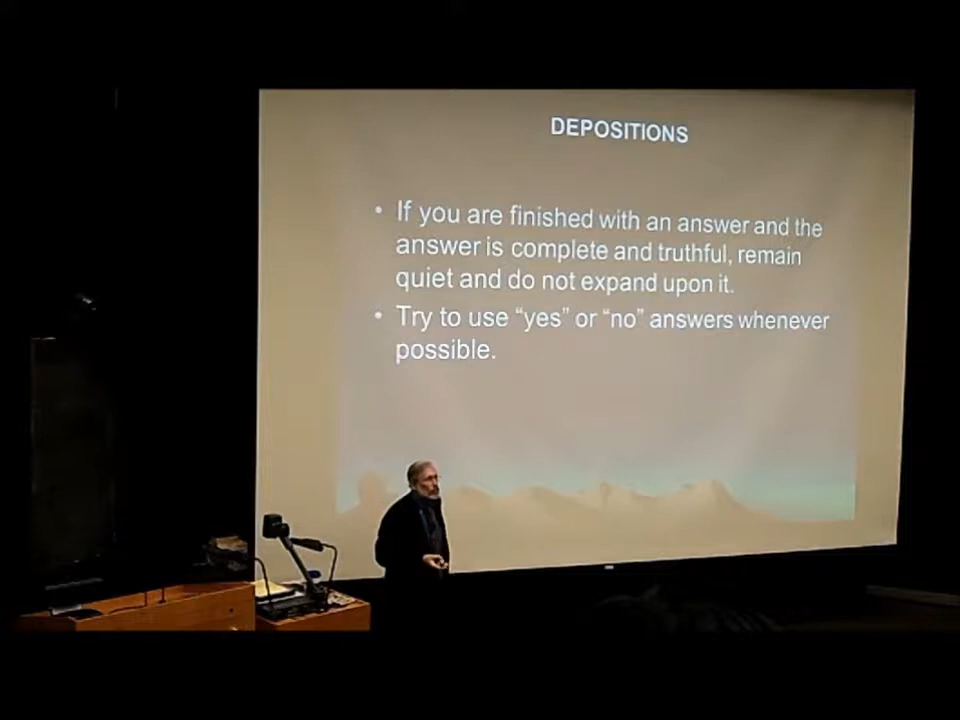 DEPOSITIONS
• If you are finished with an answer and the
answer is complete and truthful, remain
quiet and do not expand upon it.
• Try to use “yes” or “no” answers whenever
possible.